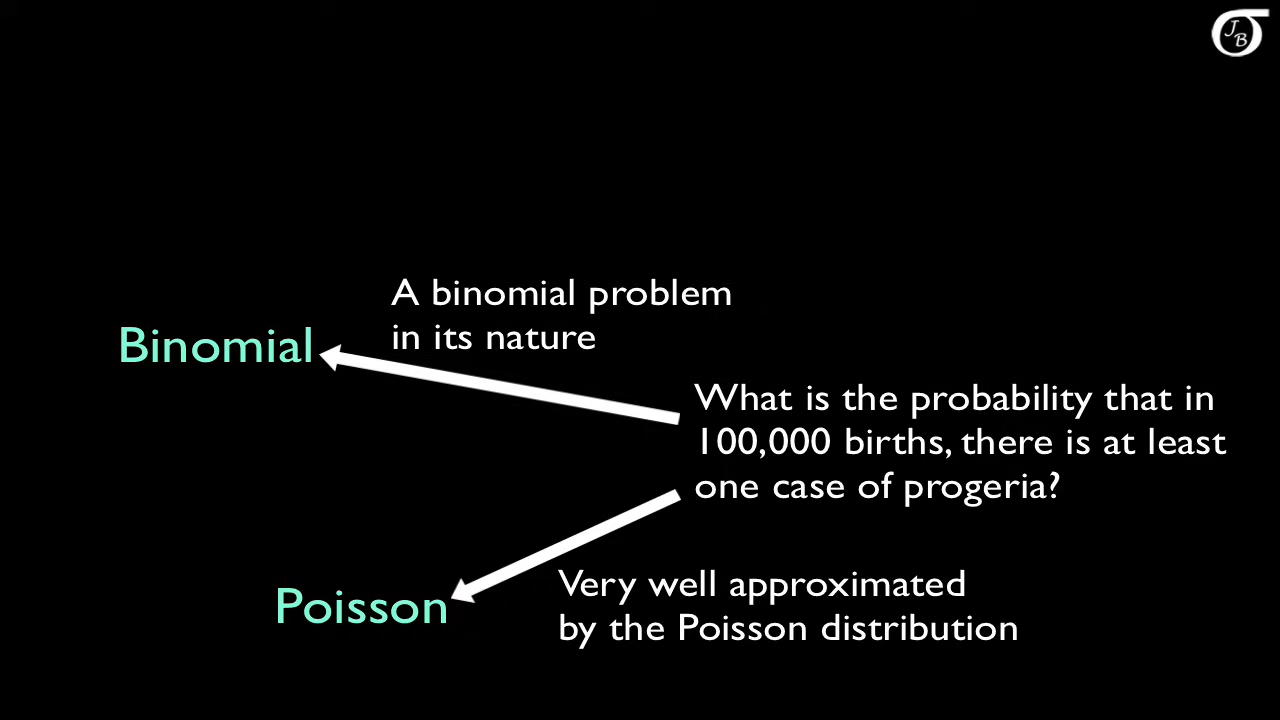 JB
A binomial problem
in its nature
Binomial
What is the probability that in
100,000 births, there is at least
one case of progeria?
Very well approximated
by the Poisson distribution
Poisson